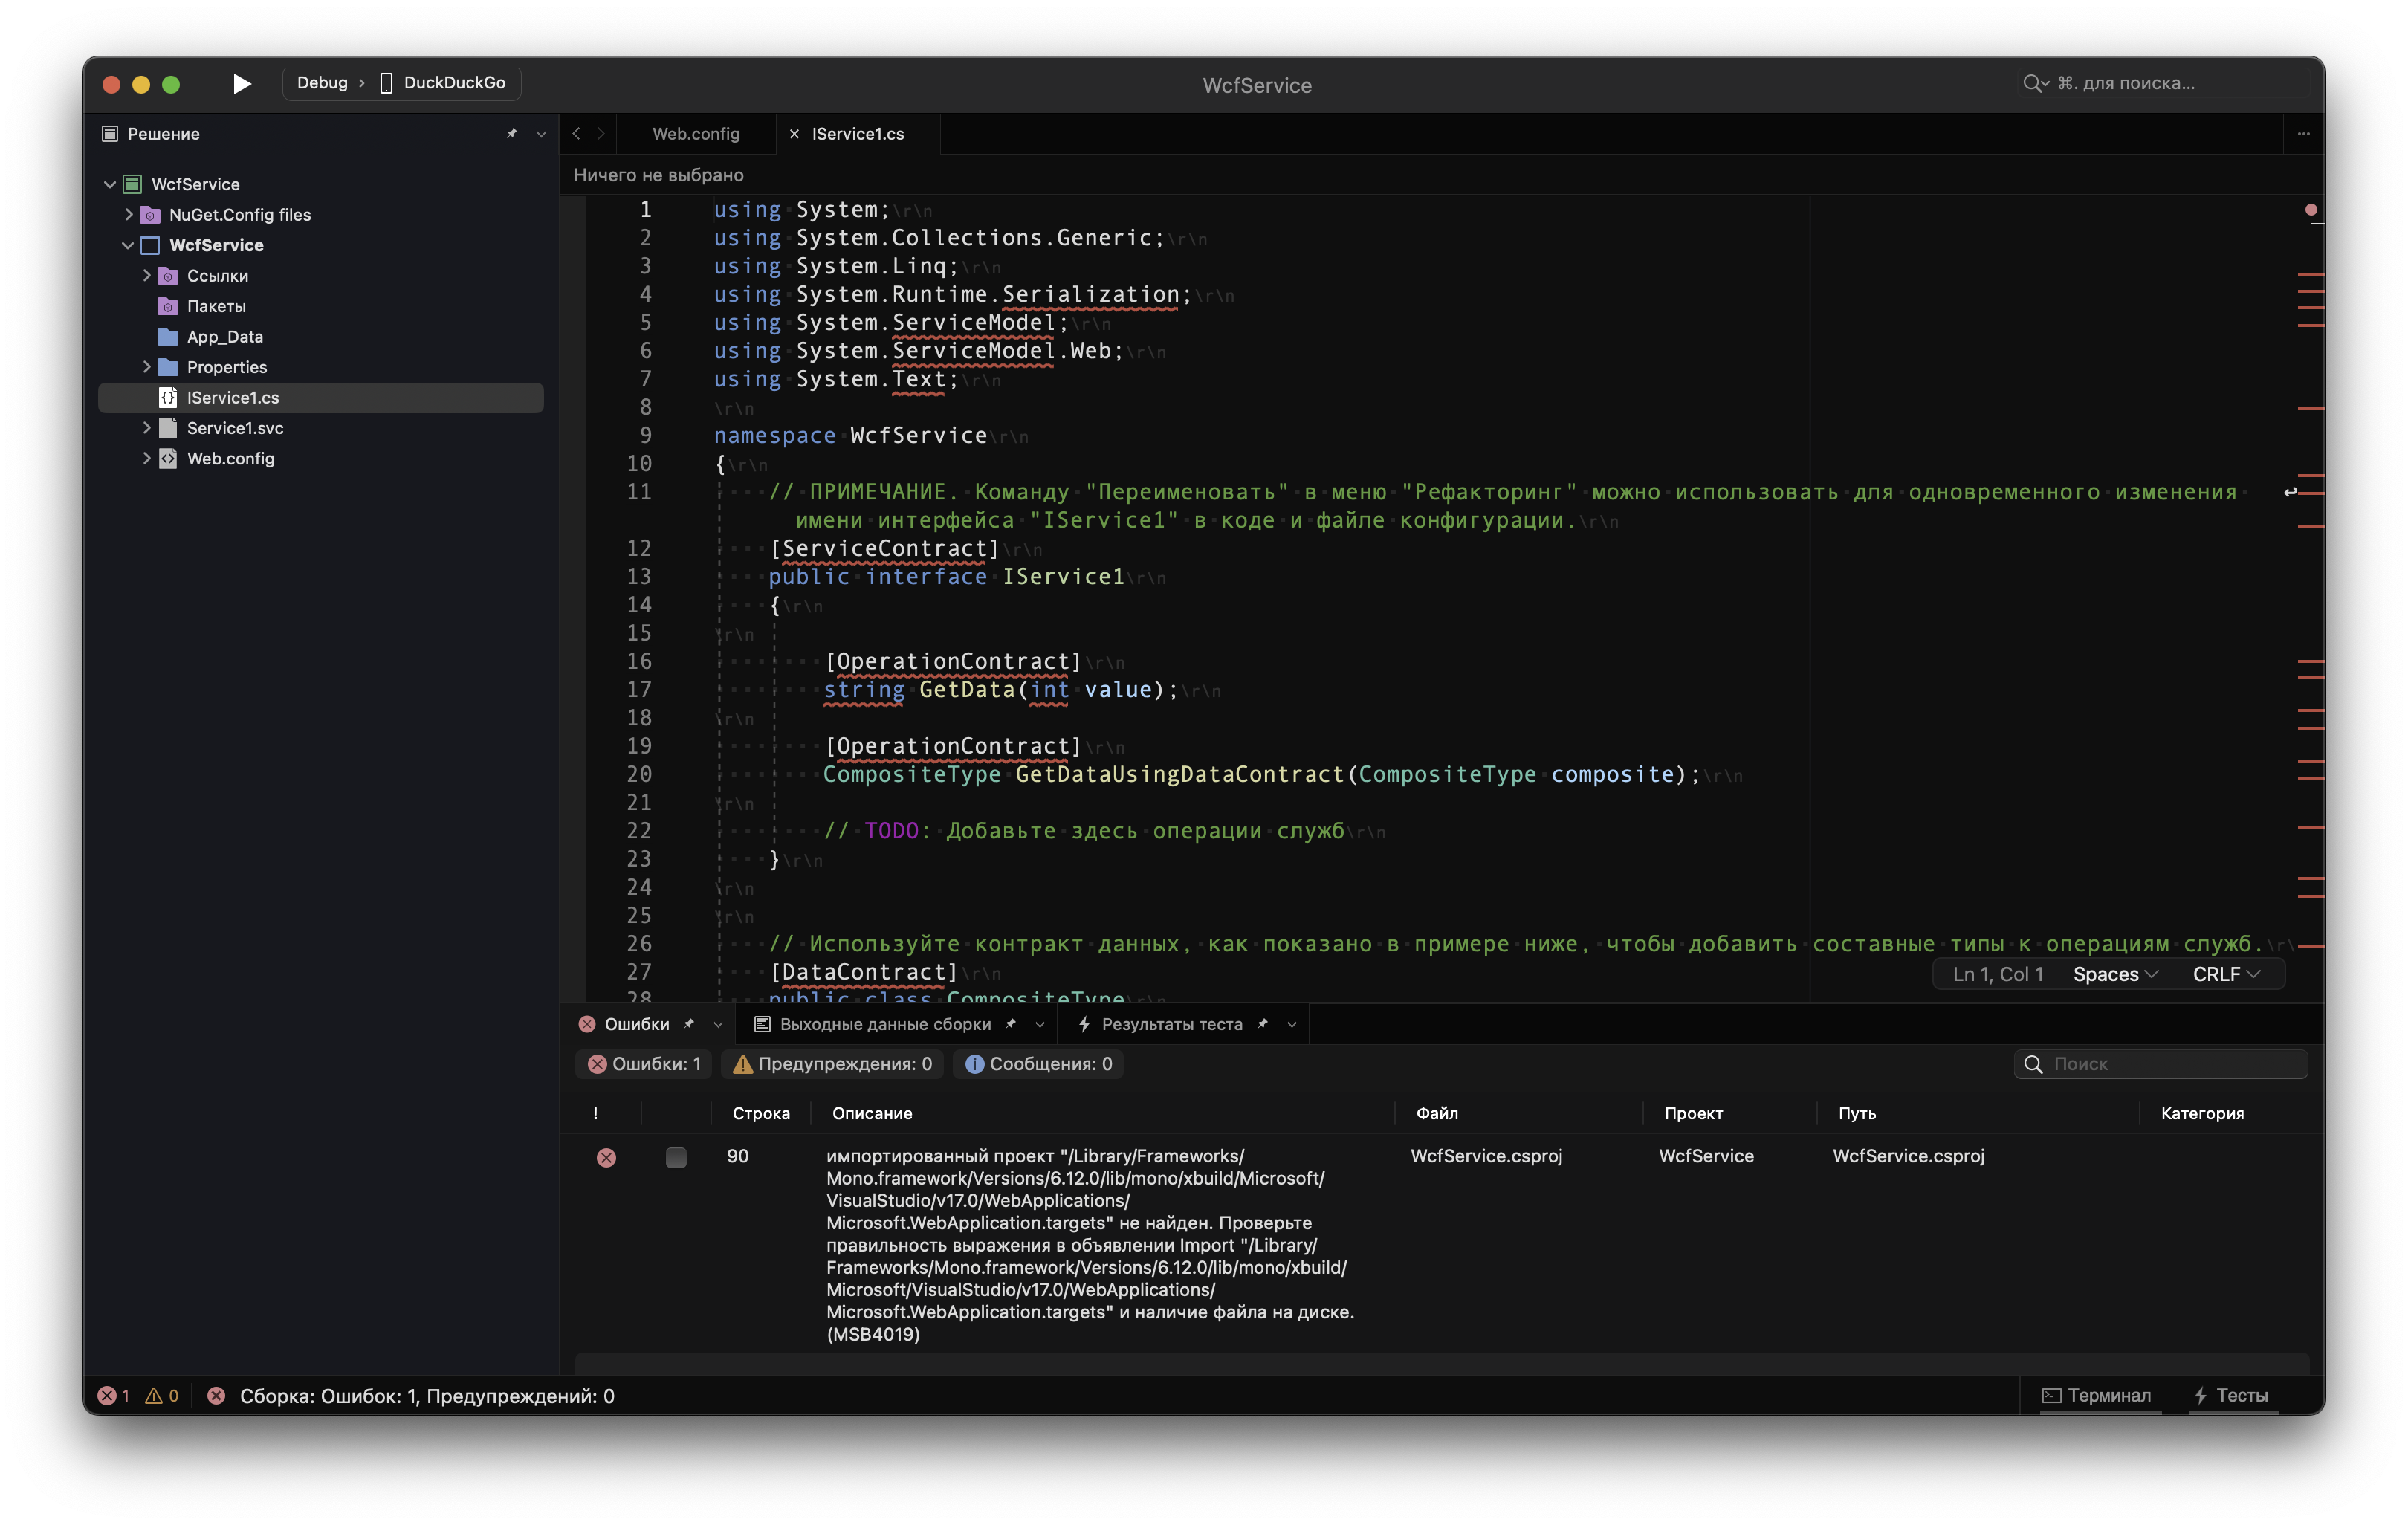 Debug › DuckDuckGo
WcfService
⌘. для поиска...
Решение
WcfService
NuGet.Config files
WcfService
Ссылки
Пакеты
App_Data
Properties
IService1.cs
Service1.svc
Web.config
Web.config
IService1.cs
Ничего не выбрано
1 using System;\r\n
2 using System.Collections.Generic;\r\n
3 using System.Linq;\r\n
4 using System.Runtime.Serialization;\r\n
5 using System.ServiceModel;\r\n
6 using System.ServiceModel.Web;\r\n
7 using System.Text;\r\n
8 \r\n
9 namespace WcfService\r\n
10 {\r\n
11 // ПРИМЕЧАНИЕ. Команду "Переименовать" в меню "Рефакторинг" можно использовать для одновременного изменения
имени интерфейса "IService1" в коде и файле конфигурации.\r\n
12 [ServiceContract]\r\n
13 public interface IService1\r\n
14 {\r\n
15 \r\n
16 [OperationContract]\r\n
17 string GetData(int value);\r\n
18 \r\n
19 [OperationContract]\r\n
20 CompositeType GetDataUsingDataContract(CompositeType composite);\r\n
21 \r\n
22 // TODO: Добавьте здесь операции служб\r\n
23 }\r\n
24 \r\n
25 \r\n
26 // Используйте контракт данных, как показано в примере ниже, чтобы добавить составные типы к операциям служб.\r\
27 [DataContract]\r\n
28 public class CompositeType\r\n
Ln 1, Col 1 Spaces CRLF
Ошибки
Выходные данные сборки
Результаты теста
Ошибки: 1
Предупреждения: 0
Сообщения: 0
Поиск
! Строка Описание Файл Проект Путь Категория
90 импортированный проект "/Library/Frameworks/ WcfService.csproj WcfService WcfService.csproj
Mono.framework/Versions/6.12.0/lib/mono/xbuild/Microsoft/
VisualStudio/v17.0/WebApplications/
Microsoft.WebApplication.targets" не найден. Проверьте
правильность выражения в объявлении Import "/Library/
Frameworks/Mono.framework/Versions/6.12.0/lib/mono/xbuild/
Microsoft/VisualStudio/v17.0/WebApplications/
Microsoft.WebApplication.targets" и наличие файла на диске.
(MSB4019)
1 0 Сборка: Ошибок: 1, Предупреждений: 0
Терминал
Тесты